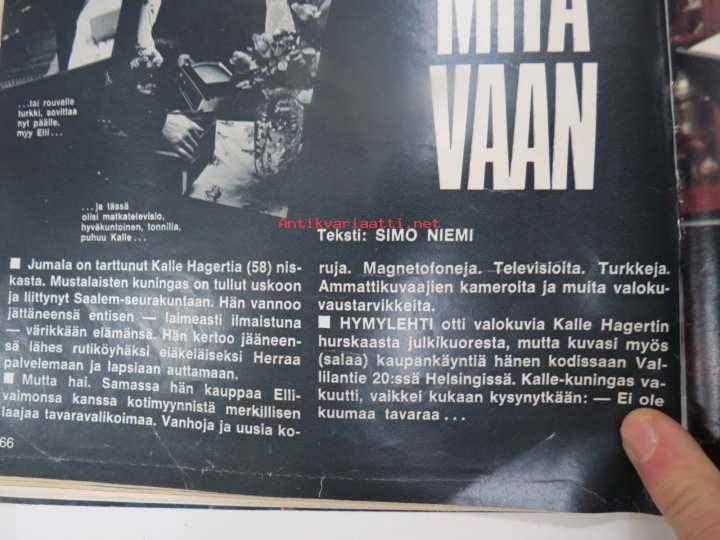 MITÄ
VAAN
...tai rouvalle
turkki, sovittaa
nyt päälle,
myy Elli...
...ja tässä
olisi matkatelevisio,
hyväkuntoinen, tonnilla,
puhuu Kalle...
Antikvariaatti.net
Teksti: SIMO NIEMI
■ Jumala on tarttunut Kalle Hagertia (58) nis-
kasta. Mustalaisten kuningas on tullut uskoon
ja liittynyt Saalem-seurakuntaan. Hän vannoo
jättäneensä entisen — laimeasti ilmaistuna
— värikkään elämänsä. Hän kertoo jääneen-
sä lähes rutiköyhäksi eläkeläiseksi Herraa
palvelemaan ja lapsiaan auttamaan.
■ Mutta hai. Samassa hän kauppaa Elli-
vaimonsa kanssa kotimyynnistä merkillisen
laajaa tavaravalikoimaa. Vanhoja ja uusia ko-
ruja. Magnetofoneja. Televisioita. Turkkeja.
Ammattikuvaajien kameroita ja muita valoku-
vaustarvikkeita.
■ HYMYLEHTI otti valokuvia Kalle Hagertin
hurskaasta julkikuoresta, mutta kuvasi myös
(salaa) kaupankäyntiä hänen kodissaan Val-
lilantie 20:ssä Helsingissä. Kalle-kuningas va-
kuutti, vaikkei kukaan kysynytkään: — Ei ole
kuumaa tavaraa...
66